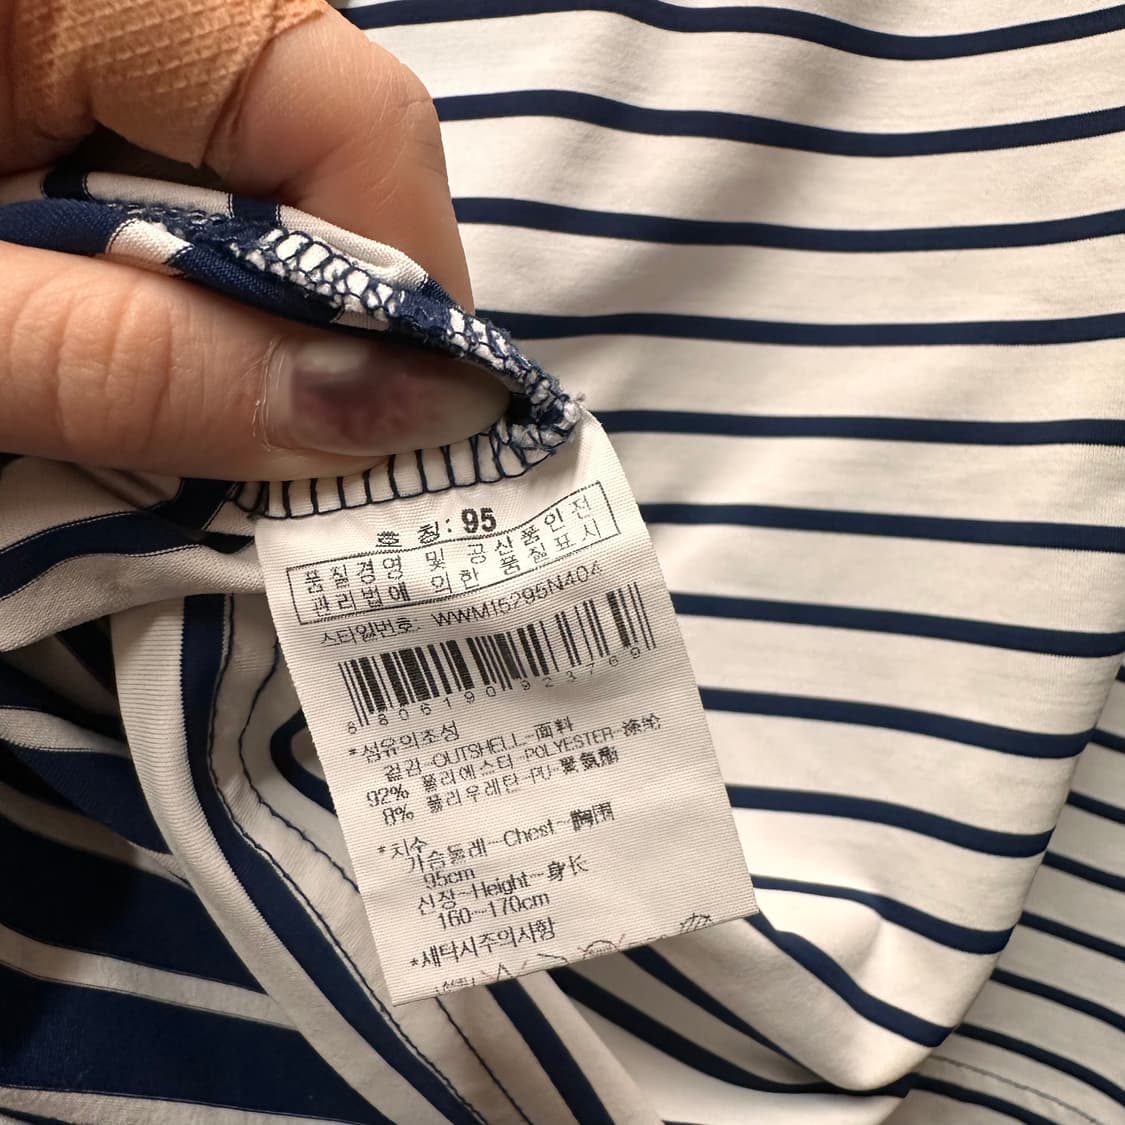 호 칭: 95
품질경영 및 공산품안전
관리법에 의한 품질표시
스타일번호: WWM15295N404
8806190923769
*섬유의조성
겉감-OUTSHELL-面料
92% 폴리에스터-POLYESTER-涤纶
8% 폴리우레탄-PU-聚氨酯
*치수
가슴둘레-Chest-胸围
95cm
신장-Height-身长
160-170cm
*세탁시주의사항